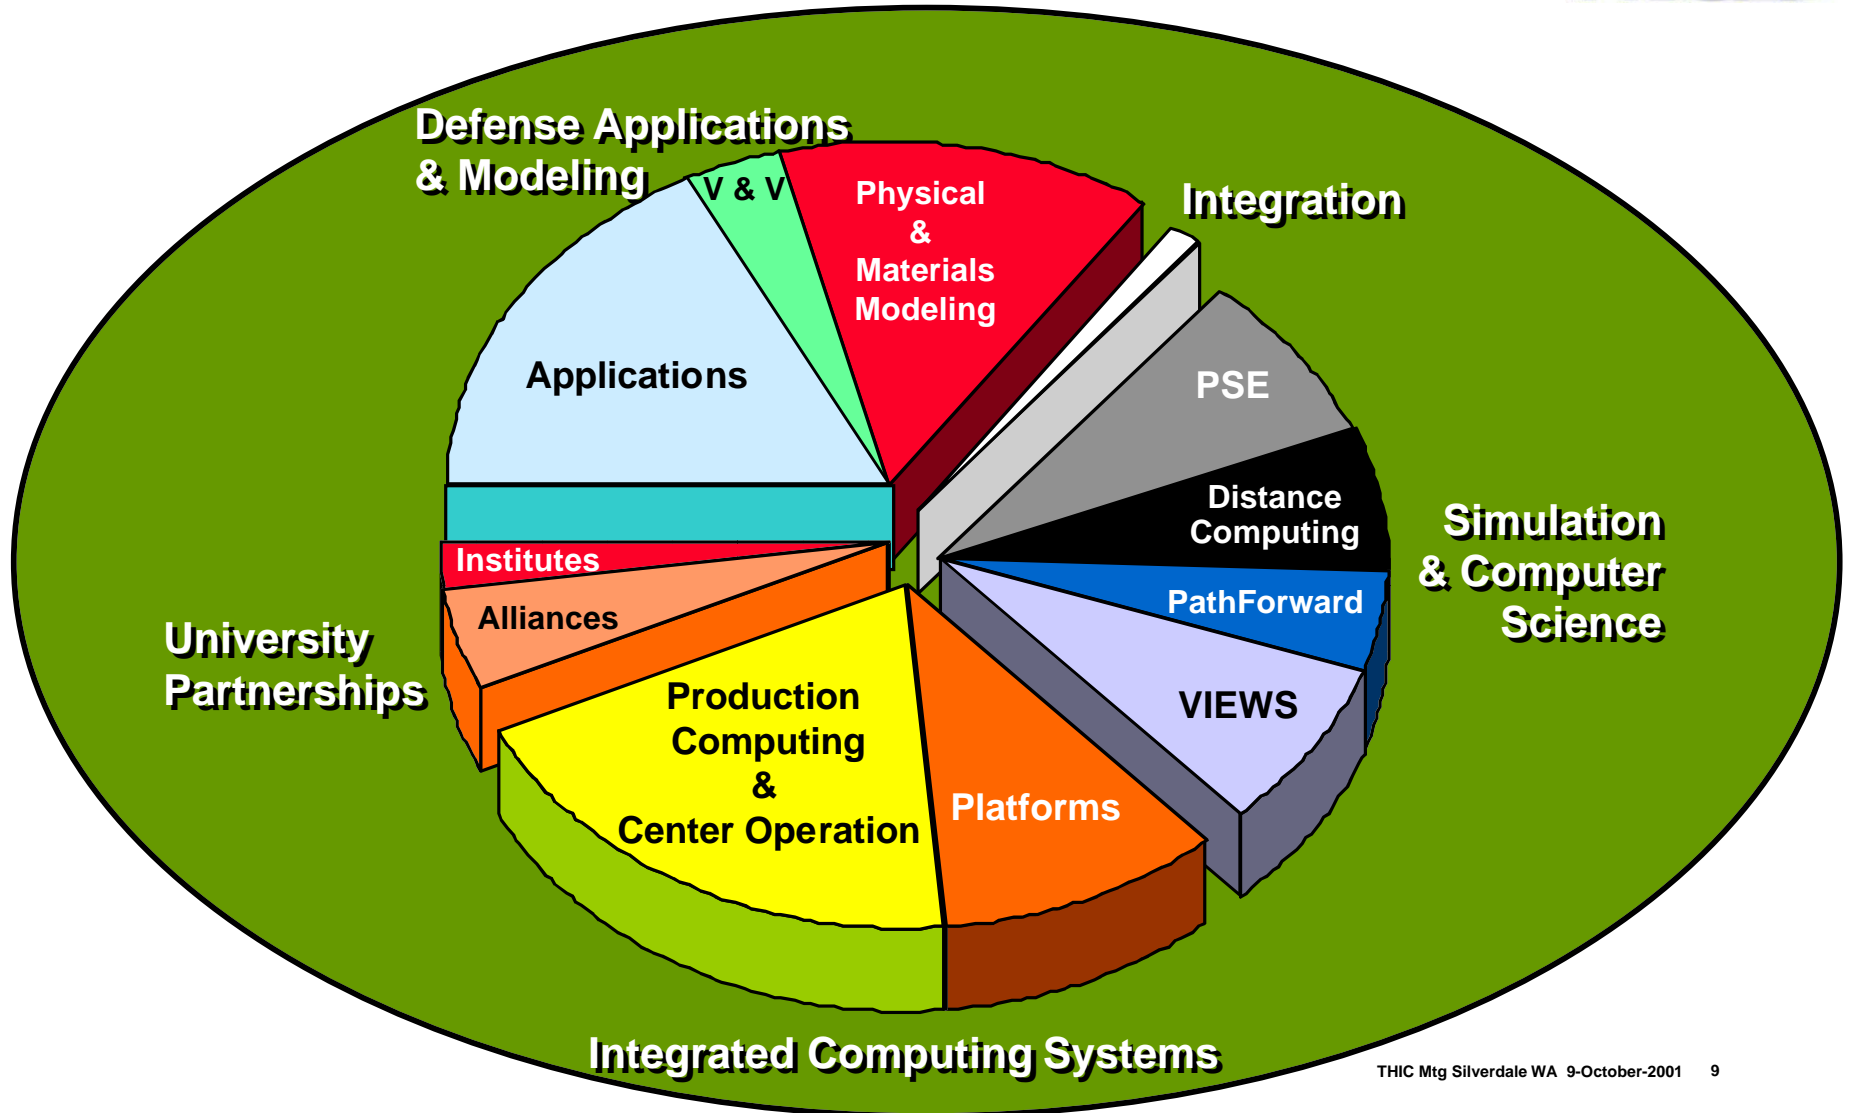 Defense Applications
& Modeling
V & V
Physical
&
Materials
Modeling
Integration
Applications
PSE
Distance
Computing
Simulation
& Computer
Science
Institutes
Alliances
PathForward
University
Partnerships
VIEWS
Production
Computing
&
Center Operation
Platforms
Integrated Computing Systems
THIC Mtg Silverdale WA 9-October-2001 9